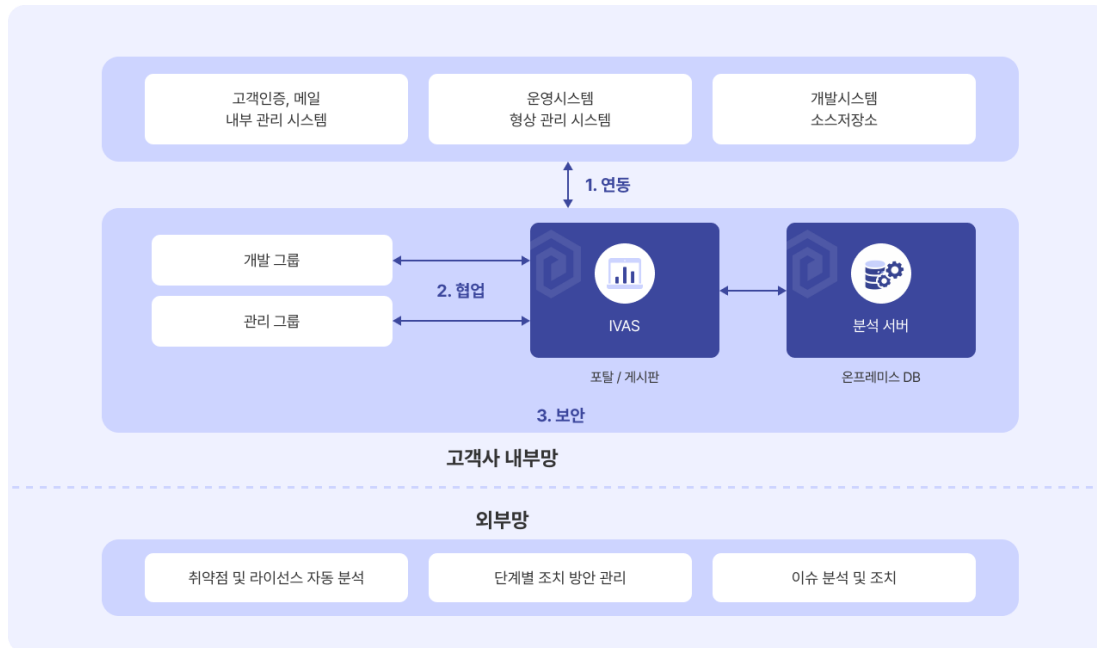 고객인증, 메일
내부 관리 시스템
운영시스템
형상 관리 시스템
개발시스템
소스저장소
1. 연동
개발 그룹
2. 협업
관리 그룹
IVAS
분석 서버
포탈 / 게시판
온프레미스 DB
3. 보안
고객사 내부망
외부망
취약점 및 라이선스 자동 분석
단계별 조치 방안 관리
이슈 분석 및 조치